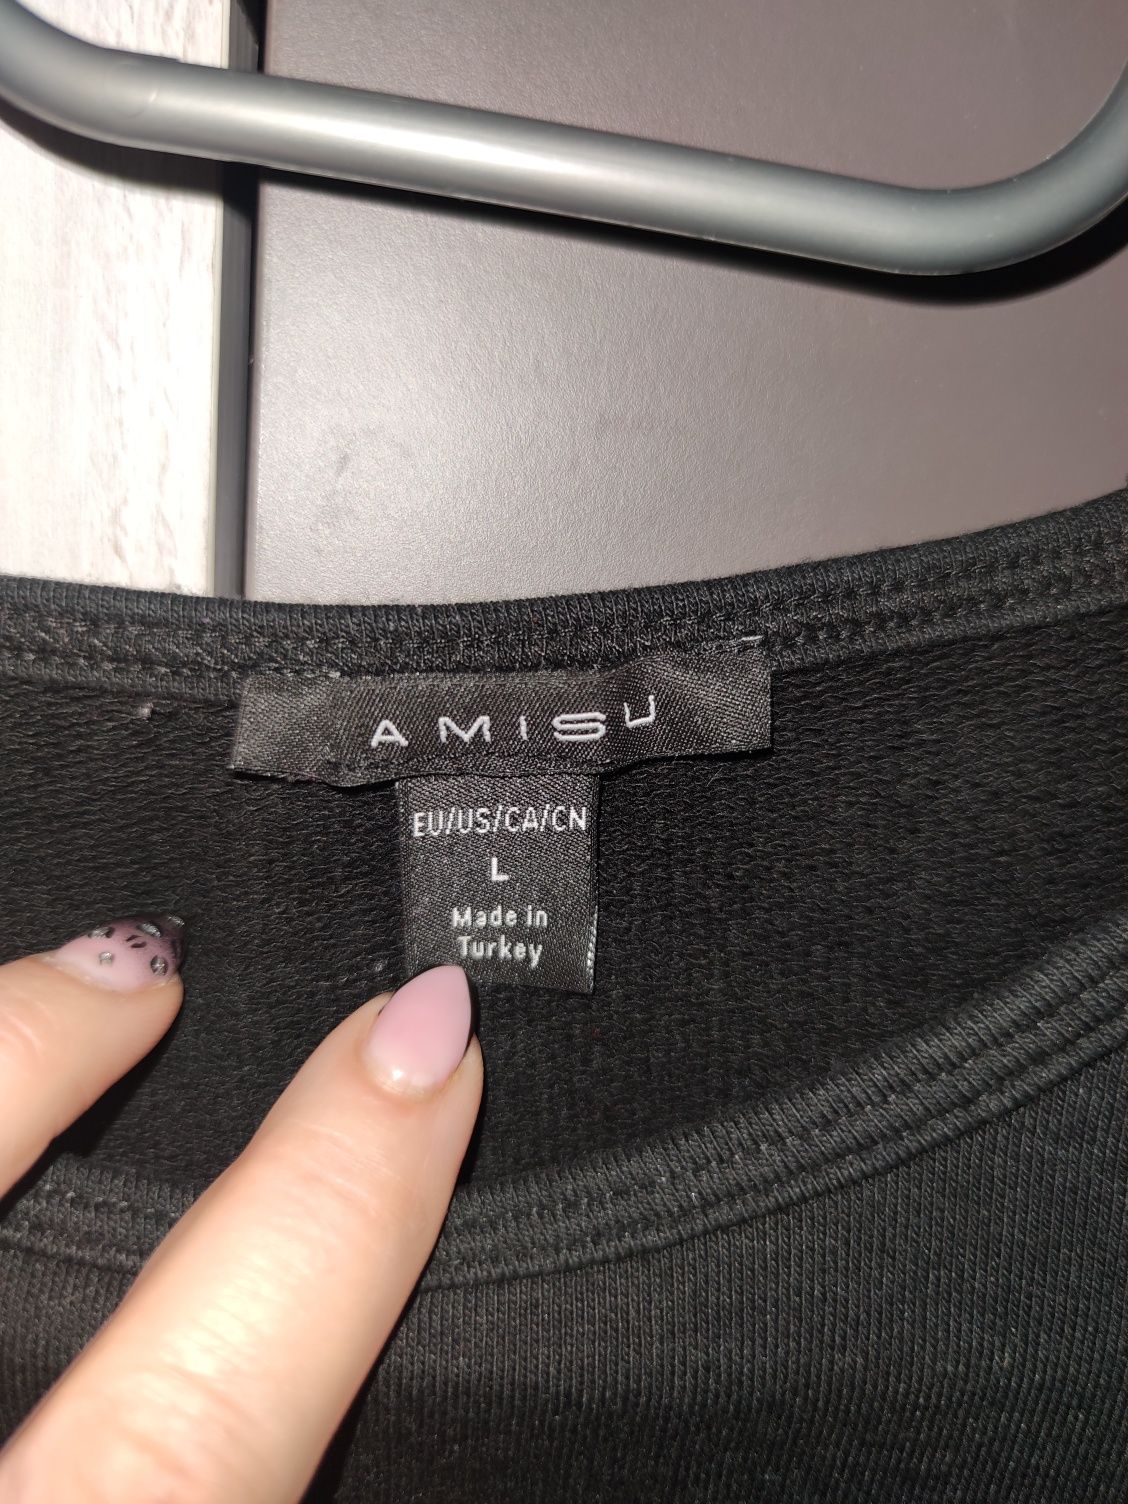 AMISU
EU/US/CA/CN
L
Made in
Turkey